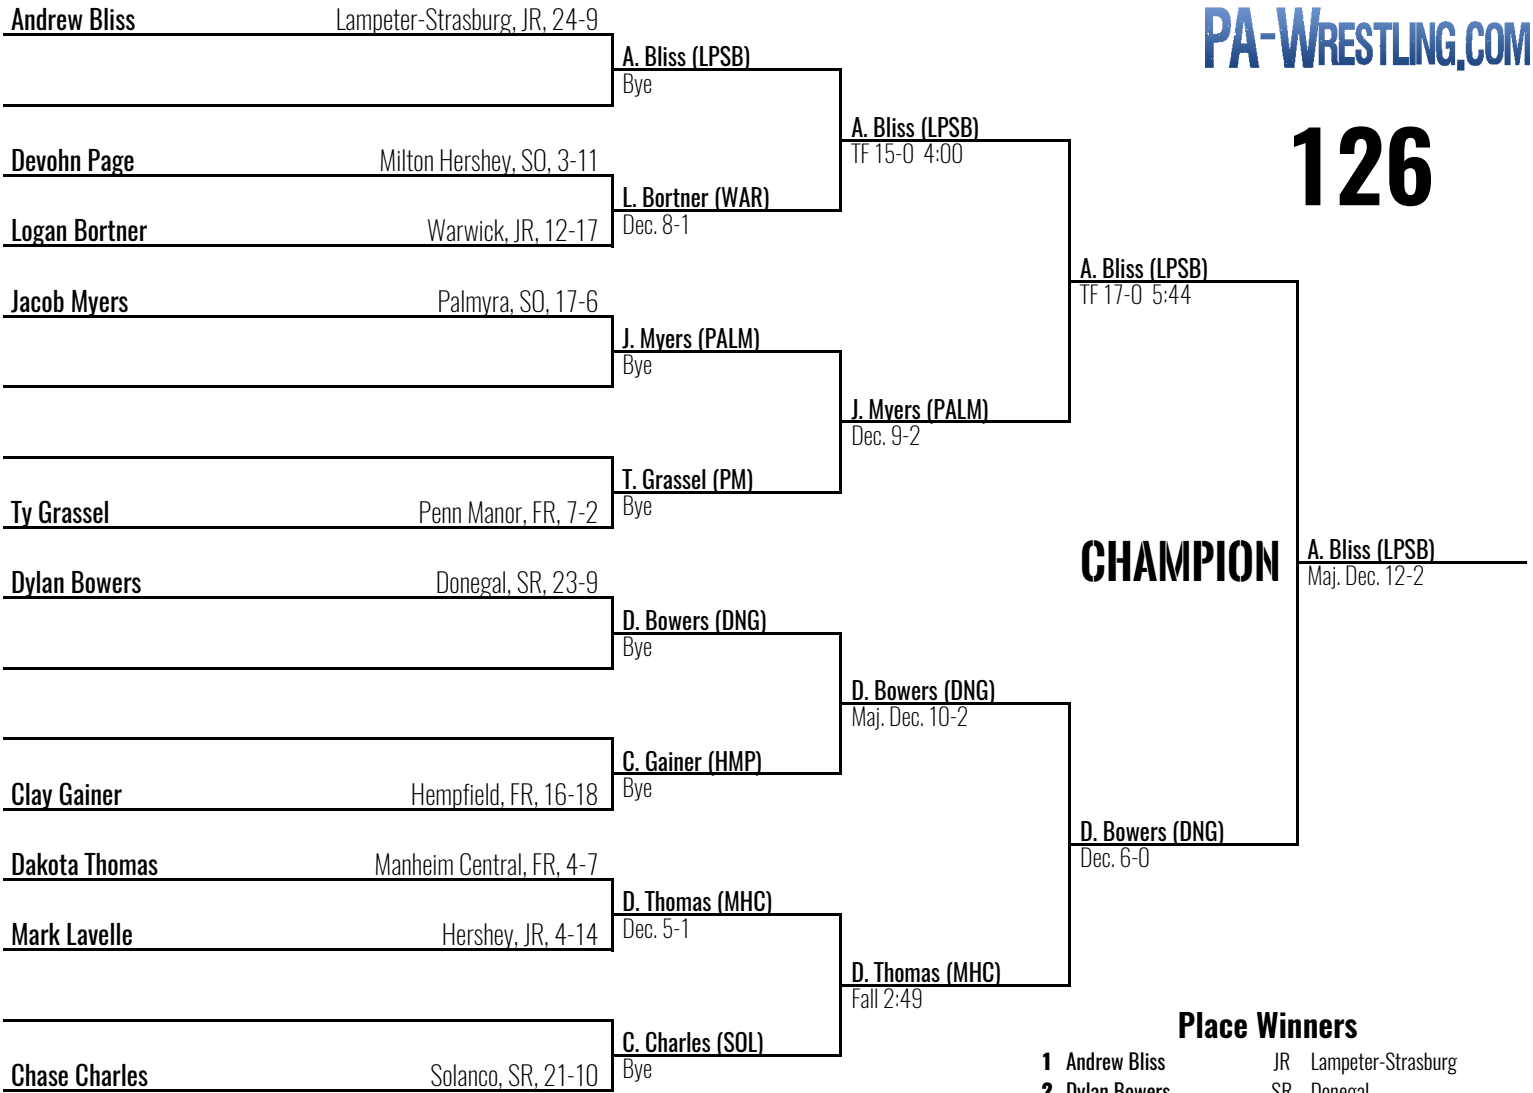 Andrew Bliss Lampeter-Strasburg, JR, 24-9
PA-WRESTLING.COM
A. Bliss (LPSB)
Bye
A. Bliss (LPSB)
TF 15-0 4:00
126
Devohn Page Milton Hershey, SO, 3-11
L. Bortner (WAR)
Dec. 8-1
Logan Bortner Warwick, JR, 12-17
A. Bliss (LPSB)
TF 17-0 5:44
Jacob Myers Palmyra, SO, 17-6
J. Myers (PALM)
Bye
J. Myers (PALM)
Dec. 9-2
T. Grassel (PM)
Bye
Ty Grassel Penn Manor, FR, 7-2
CHAMPION
A. Bliss (LPSB)
Maj. Dec. 12-2
Dylan Bowers Donegal, SR, 23-9
D. Bowers (DNG)
Bye
D. Bowers (DNG)
Maj. Dec. 10-2
C. Gainer (HMP)
Bye
Clay Gainer Hempfield, FR, 16-18
D. Bowers (DNG)
Dec. 6-0
Dakota Thomas Manheim Central, FR, 4-7
D. Thomas (MHC)
Dec. 5-1
Mark Lavelle Hershey, JR, 4-14
D. Thomas (MHC)
Fall 2:49
C. Charles (SOL)
Bye
Chase Charles Solanco, SR, 21-10
Place Winners
1 Andrew Bliss JR Lampeter-Strasburg
2 Dylan Bowers SR Donegal